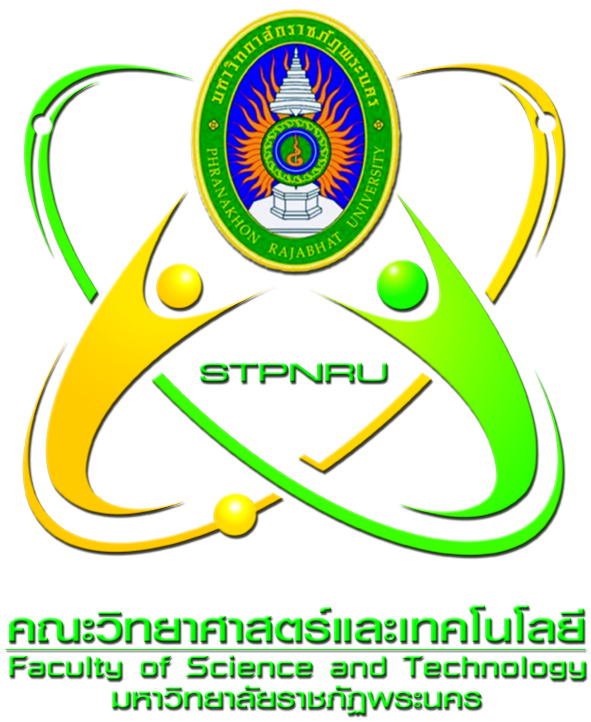 มหาวิทยาลัยราชภัฏพระนคร
PHRANAKHON RAJABHAT UNIVERSITY
STPNRU
คณะวิทยาศาสตร์และเทคโนโลยี
Faculty of Science and Technology
มหาวิทยาลัยราชภัฏพระนคร